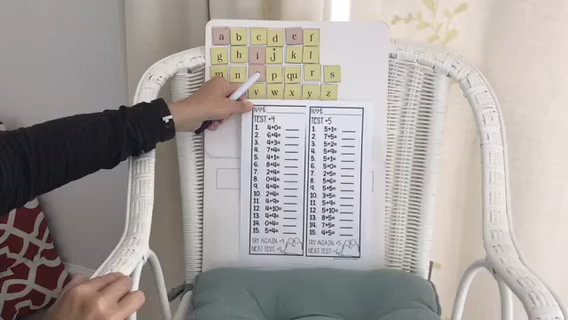 a b c d e f
g h i j k l
m n p qu r s
v w x y z
NAME
TEST +4
1. 4+0=
2. 6+4=
3. 4+3=
4. 7+4=
5. 4+1=
6. 8+4=
7. 2+4=
8. 0+4=
9. 4+4=
10. 2+4=
11. 4+9=
12. 4+10=
13. 4+9=
14. 0+4=
15. 5+4=
TRY AGAIN +4
NEXT TEST
NAME
TEST +5
1. 5+1=
2. 7+5=
3. 5+2=
4. 5+4=
6. 5+0=
7. 2+5=
8. 5+6=
9. 5+5=
10. 3+5=
11. 5+9=
12. 5+10=
13. 8+5=
14. 7+5=
15. 4+5=
TRY AGAIN +5
NEXT TEST